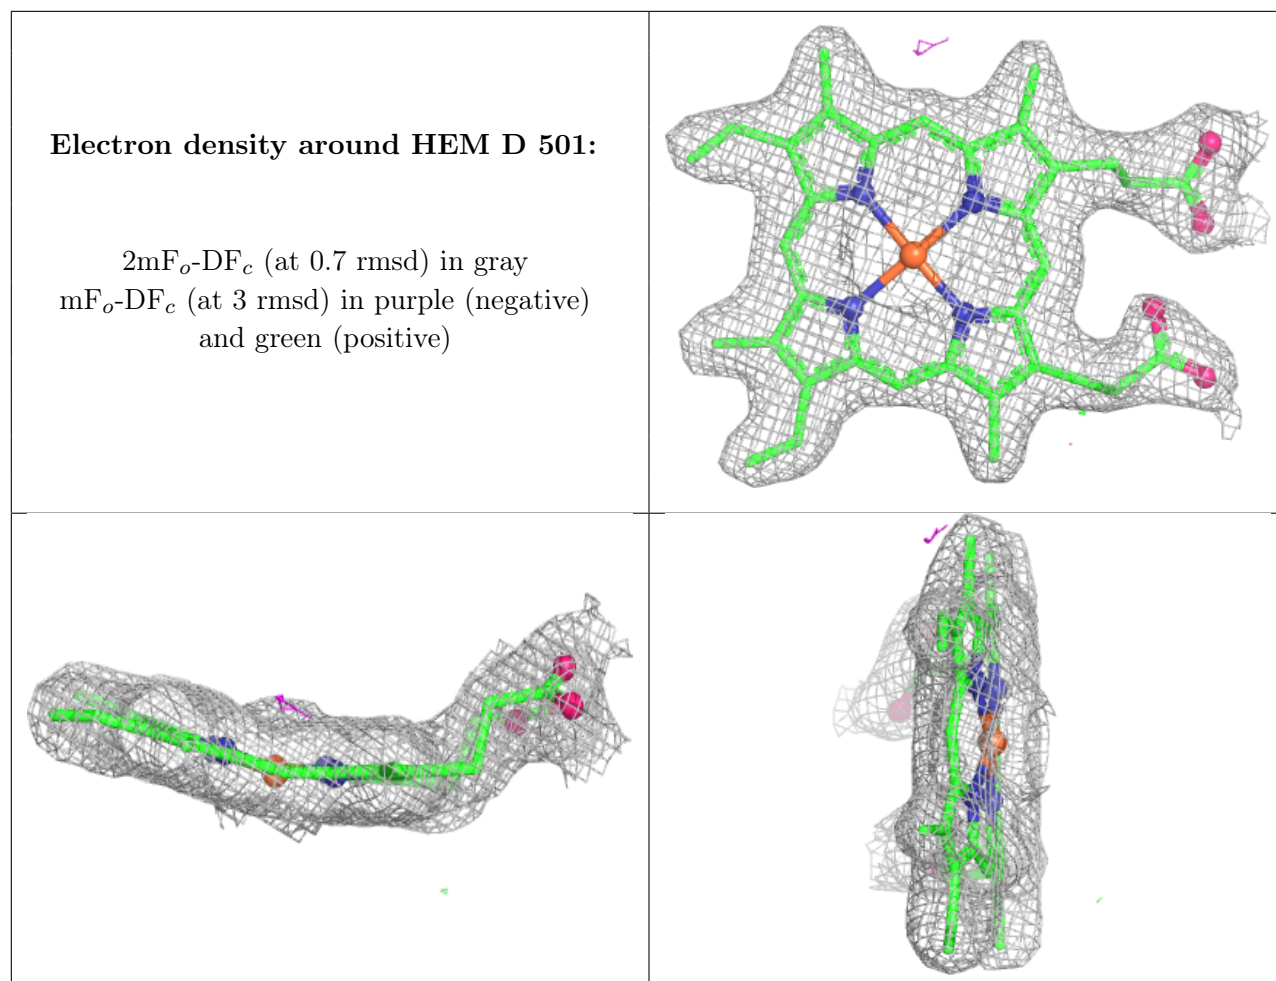 Electron density around HEM D 501:
2mFo-DFc (at 0.7 rmsd) in gray
mFo-DFc (at 3 rmsd) in purple (negative)
and green (positive)